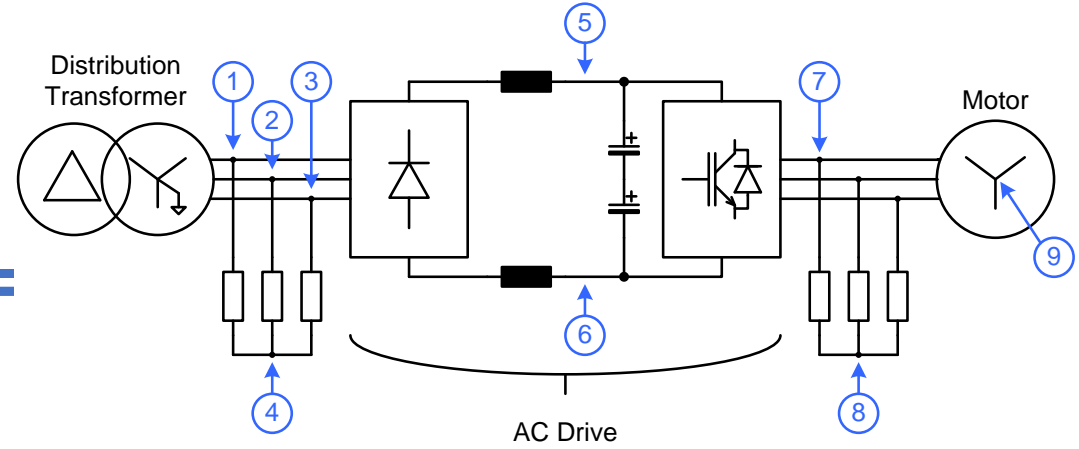 Distribution
Transformer
1
2
3
4
5
6
7
8
Motor
9
+
+
AC Drive